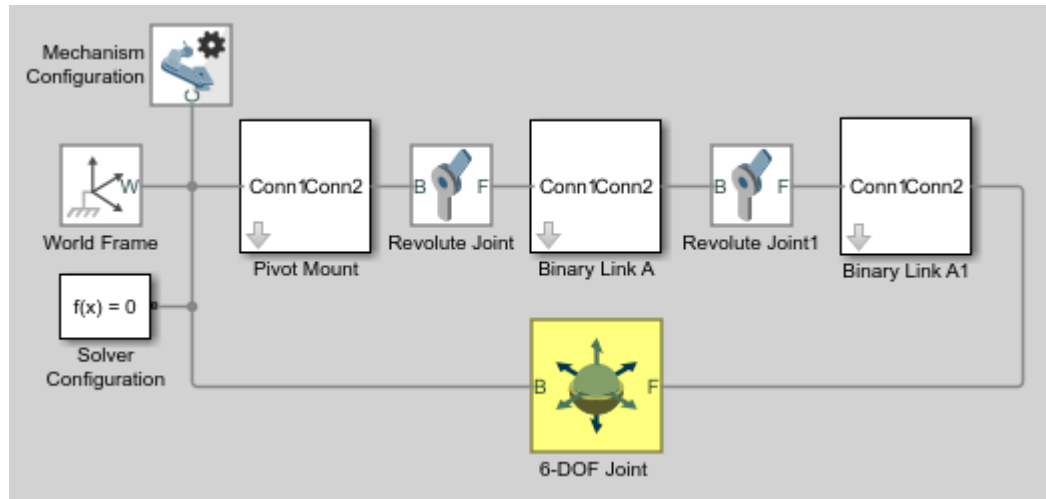 Mechanism
Configuration
C
W
World Frame
Conn1Conn2
Pivot Mount
B F
Revolute Joint
Conn1Conn2
Binary Link A
B F
Revolute Joint1
Conn1Conn2
Binary Link A1
f(x) = 0
Solver
Configuration
B F
6-DOF Joint